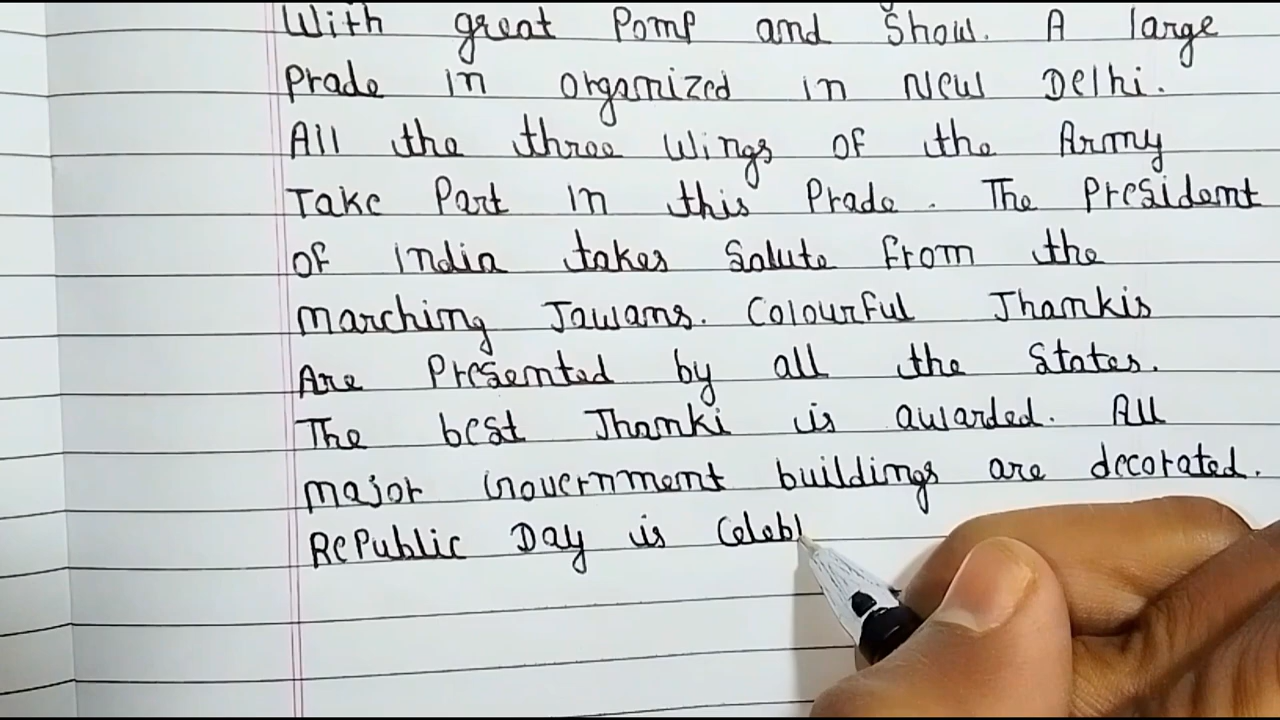 With great Pomp and Show. A large
Prade in organized in New Delhi.
All the three Wings of the Army
Take Part in this Prade. The President
of India takes Salute from the
marching Jawans. Colourful Jhankis
Are Presented by all the States.
The best Jhanki is awarded. All
major Government buildings are decorated.
Republic Day is Celeb